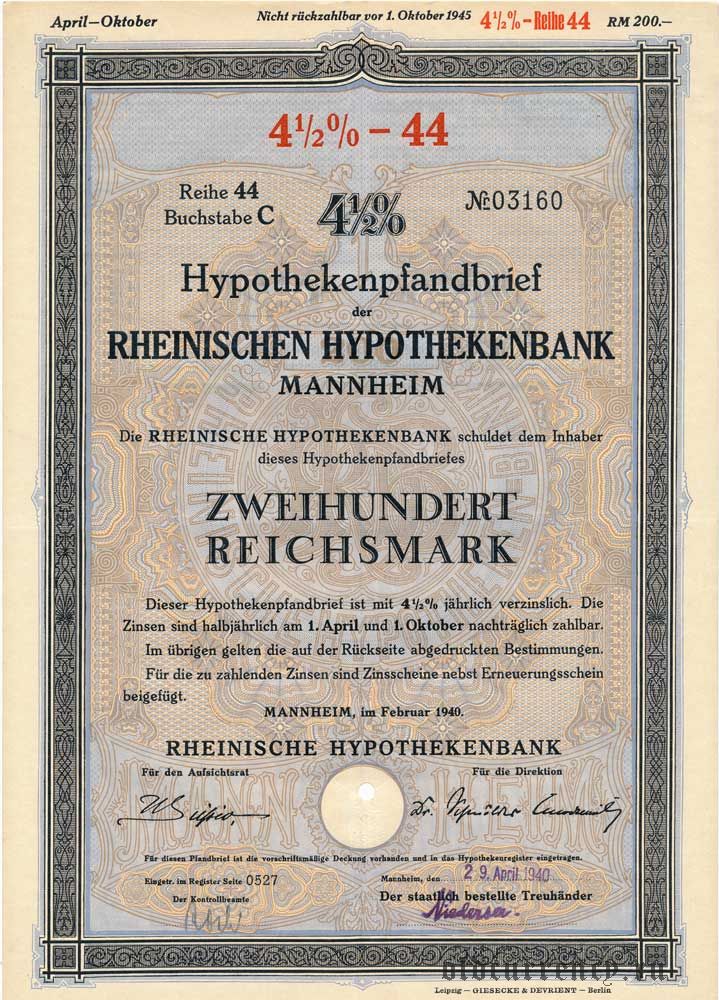 April–Oktober Nicht rückzahlbar vor 1. Oktober 1945 4½%–Reihe 44 RM 200.—
4½% – 44
Reihe 44
Buchstabe C
4½%
№ 03160
Hypothekenpfandbrief
der
RHEINISCHEN HYPOTHEKENBANK
MANNHEIM
Die RHEINISCHE HYPOTHEKENBANK schuldet dem Inhaber
dieses Hypothekenpfandbriefes
ZWEIHUNDERT
REICHSMARK
Dieser Hypothekenpfandbrief ist mit 4½% jährlich verzinslich. Die
Zinsen sind halbjährlich am 1. April und 1. Oktober nachträglich zahlbar.
Im übrigen gelten die auf der Rückseite abgedruckten Bestimmungen.
Für die zu zahlenden Zinsen sind Zinsscheine nebst Erneuerungsschein
beigefügt.
MANNHEIM, im Februar 1940.
RHEINISCHE HYPOTHEKENBANK
Für den Aufsichtsrat Für die Direktion
Dr.
Für diesen Pfandbrief ist die vorschriftsmäßige Deckung vorhanden und in das Hypothekenregister eingetragen.
Eingetr. im Register Seite 0527
Der Kontrollbeamte
Mannheim, den 29. April 1940
Der staatlich bestellte Treuhänder
Leipzig – GIESECKE & DEVRIENT – Berlin
oldcurrency.ru